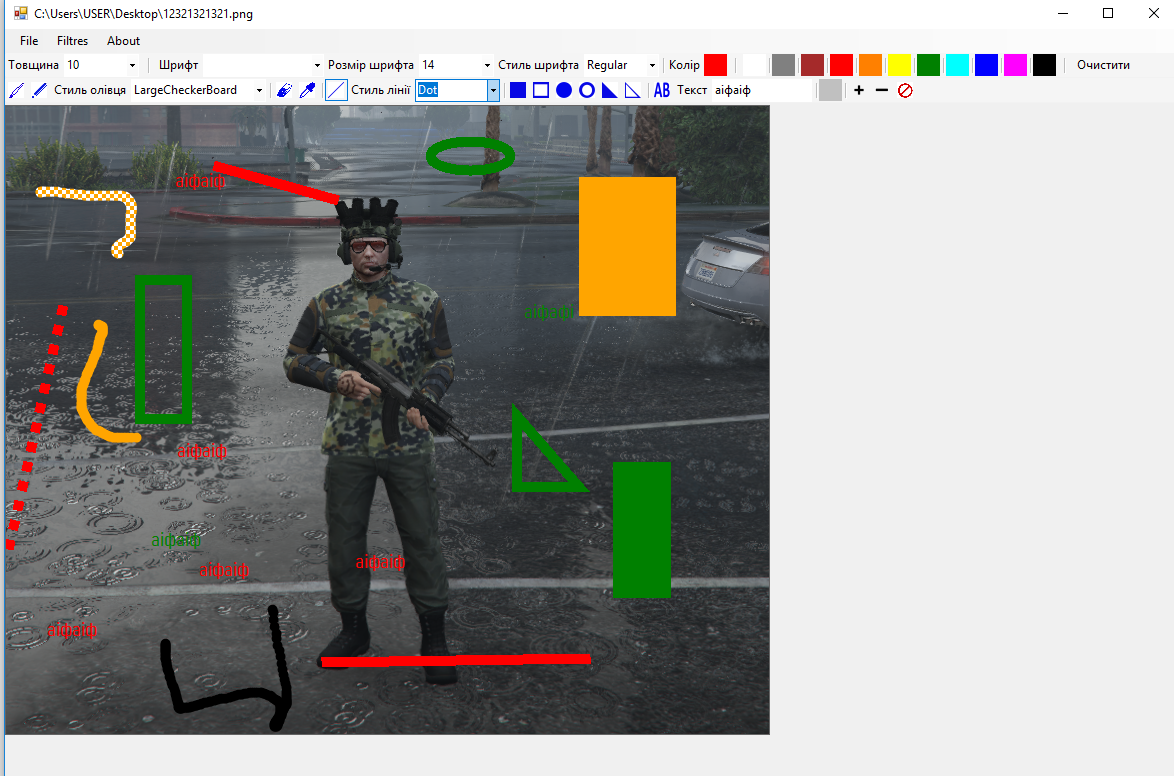 C:\Users\USER\Desktop\12321321321.png
File Filtres About
Товщина 10 Шрифт Розмір шрифта 14 Стиль шрифта Regular Колір Очистити
Стиль олівця LargeCheckerBoard Стиль лінії Dot AB Текст аіфаіф
аіфаіф
аіфафі
аіфаіф
аіфаіф
аіфаіф
аіфаіф
аіфаіф